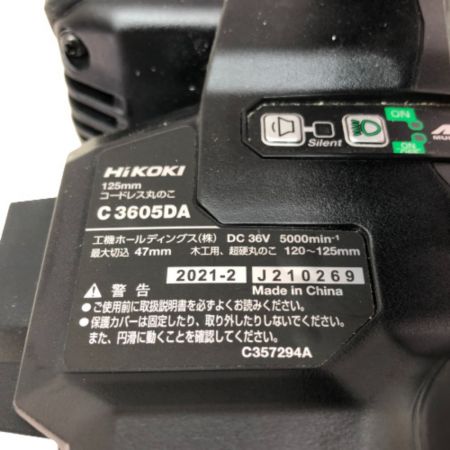 ON
Silent
ON
HiKOKI
125mm
コードレス丸のこ
C 3605DA
工機ホールディングス(株) DC 36V 5000min⁻¹
最大切込 47mm 木工用、超硬丸のこ 120〜125mm
2021-2 J210269
⚠ 警告 Made in China
●ご使用前に取扱説明書を必ずよくお読みください。
●保護カバーは固定したり、取り外したりしないでください。
また、円滑に動くことを確認してください。
C357294A